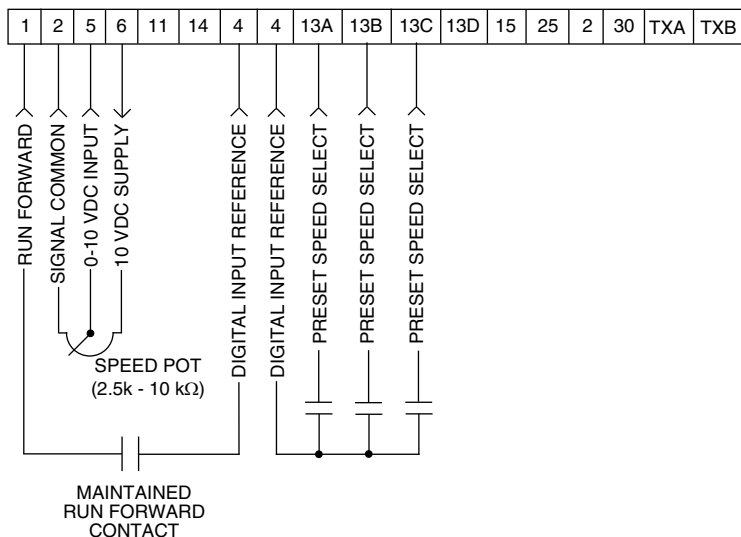 1 2 5 6 11 14 4 4 13A 13B 13C 13D 15 25 2 30 TXA TXB
RUN FORWARD
SIGNAL COMMON
0-10 VDC INPUT
10 VDC SUPPLY
DIGITAL INPUT REFERENCE
DIGITAL INPUT REFERENCE
PRESET SPEED SELECT
PRESET SPEED SELECT
PRESET SPEED SELECT
SPEED POT
(2.5k - 10 kΩ)
MAINTAINED
RUN FORWARD
CONTACT